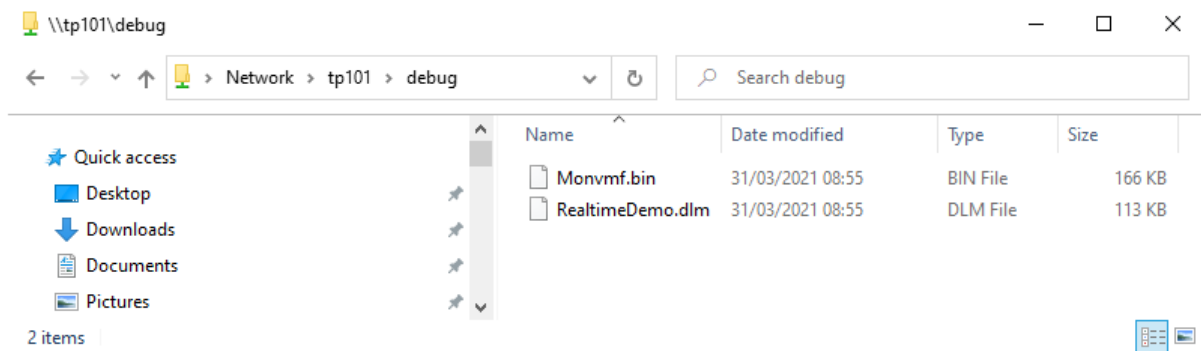 \\tp101\debug
Network > tp101 > debug
Search debug
Quick access
Desktop
Downloads
Documents
Pictures
Name Date modified Type Size
Monvmf.bin 31/03/2021 08:55 BIN File 166 KB
RealtimeDemo.dlm 31/03/2021 08:55 DLM File 113 KB
2 items